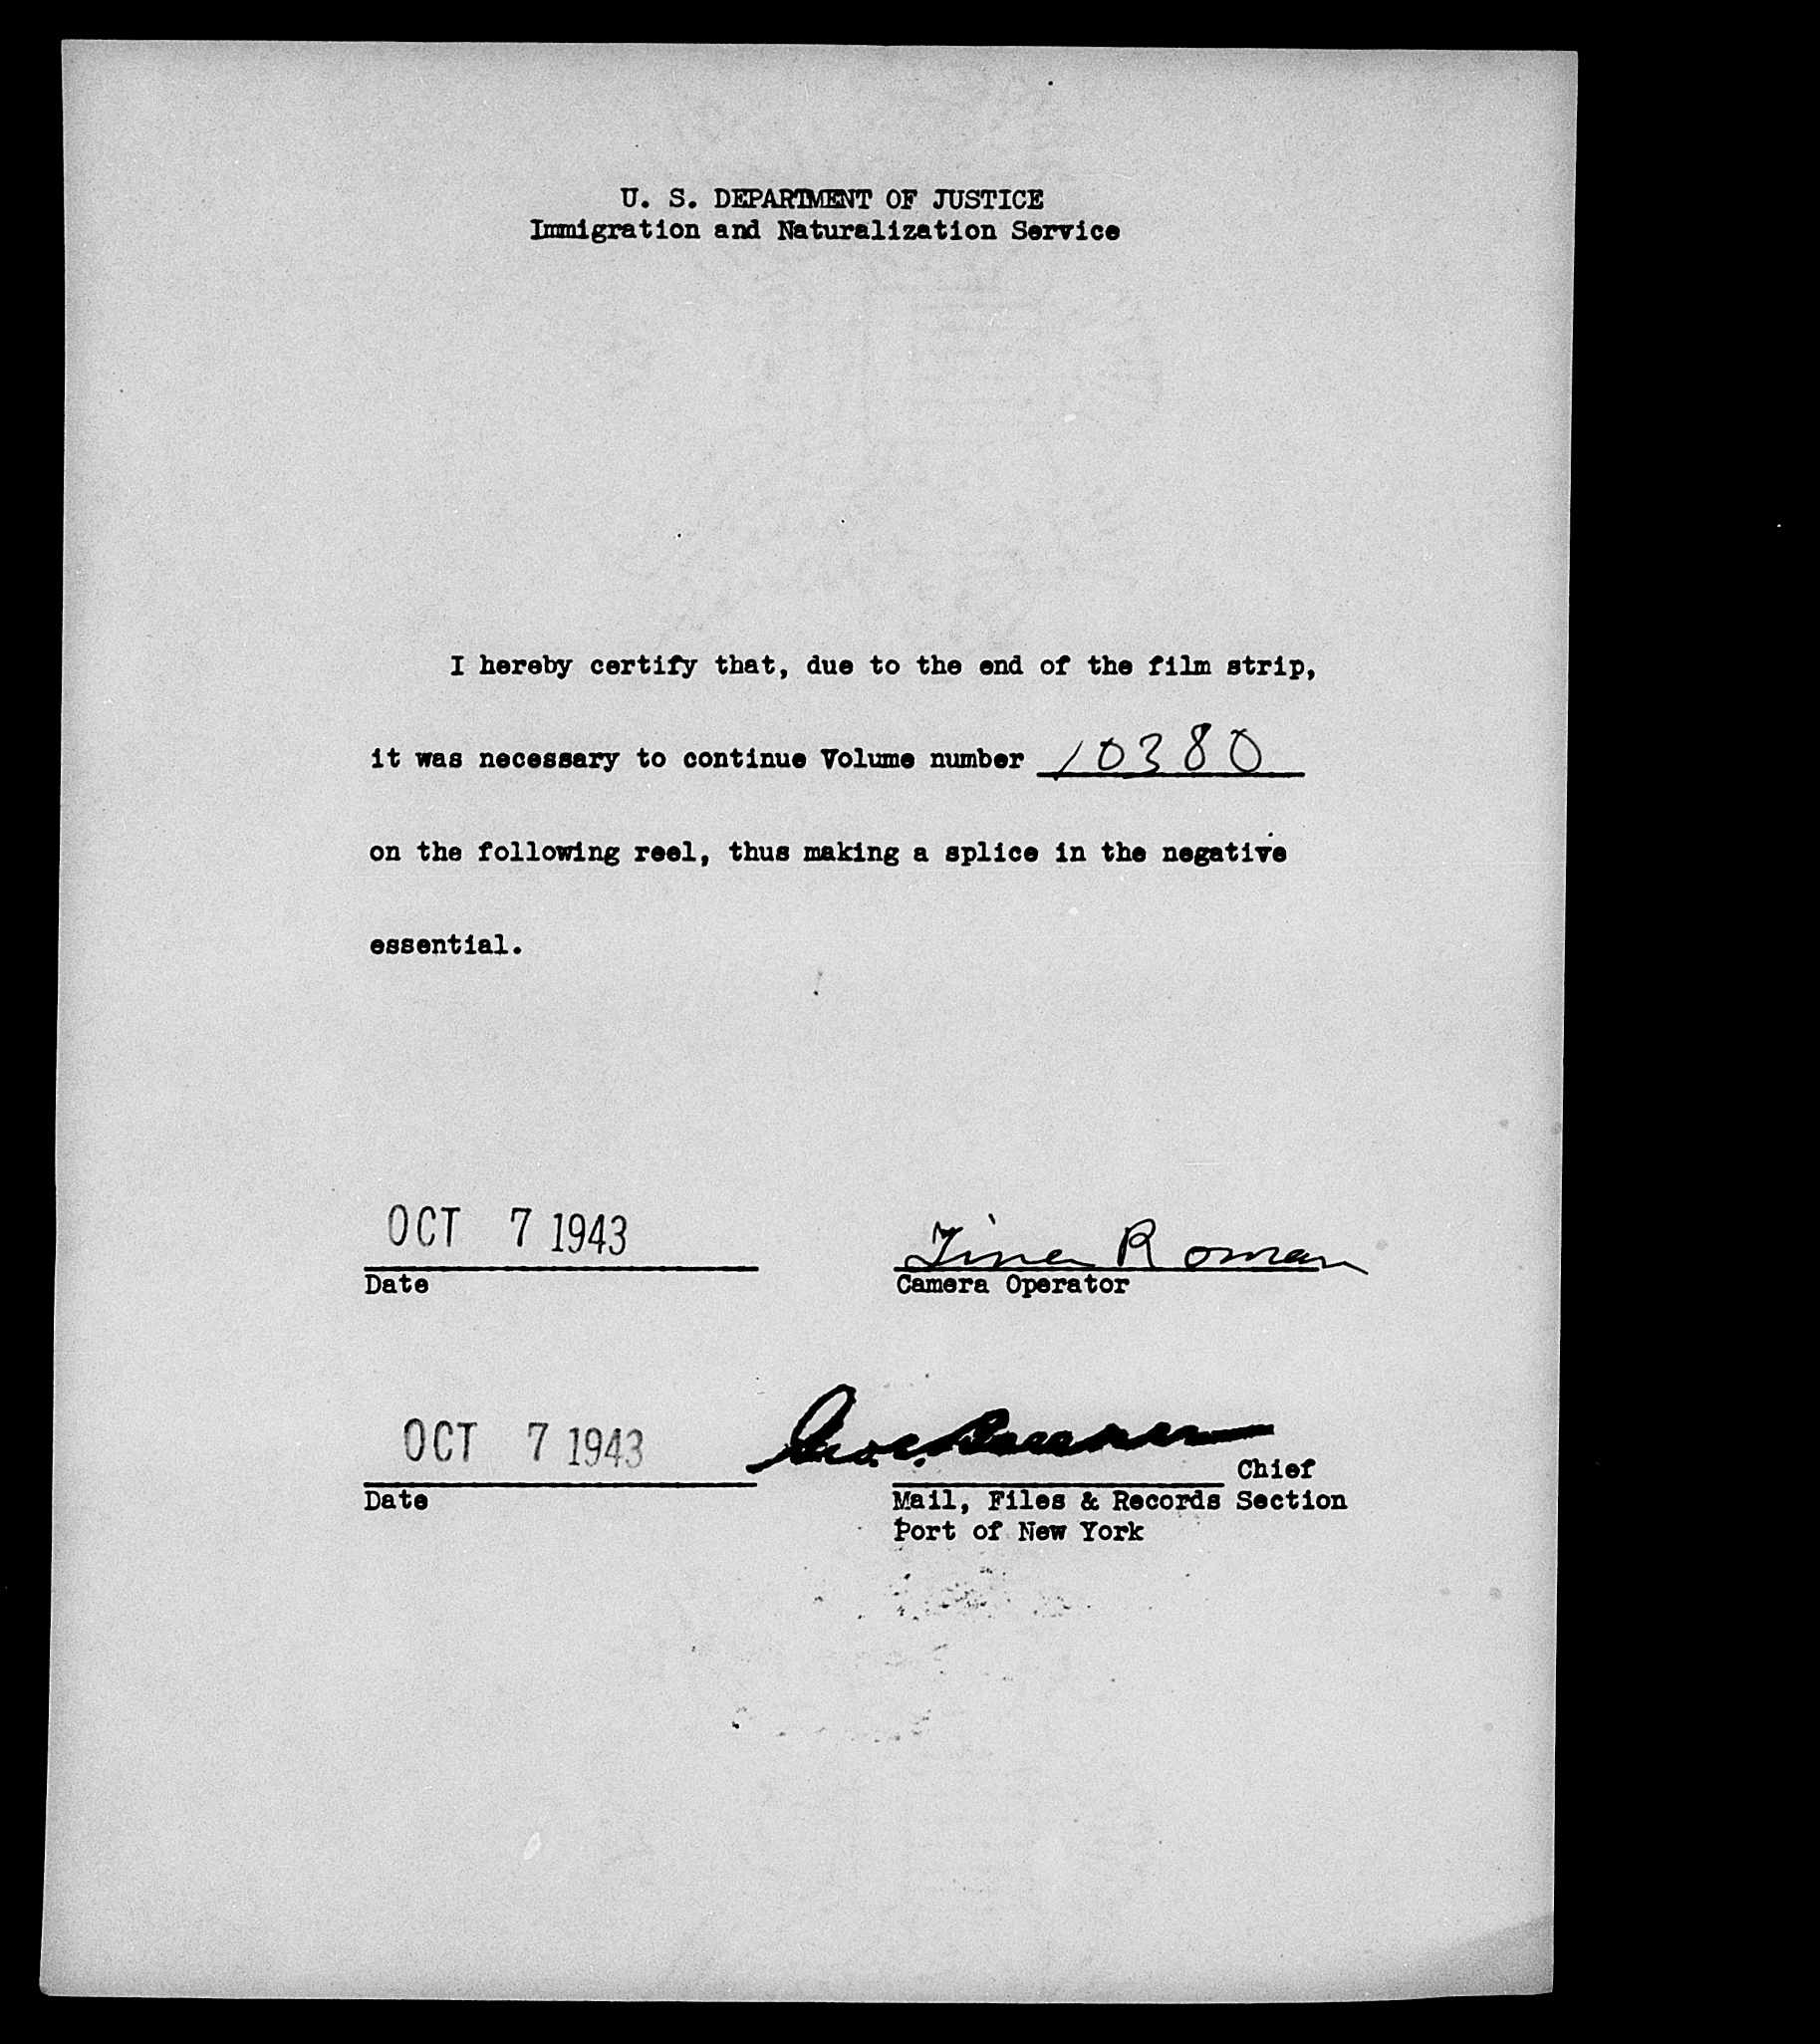 U. S. DEPARTMENT OF JUSTICE
Immigration and Naturalization Service
I hereby certify that, due to the end of the film strip,
it was necessary to continue Volume number 10380
on the following reel, thus making a splice in the negative
essential.
OCT 7 1943 Tina Roman
Date Camera Operator
OCT 7 1943
Chief
Date Mail, Files & Records Section
Port of New York